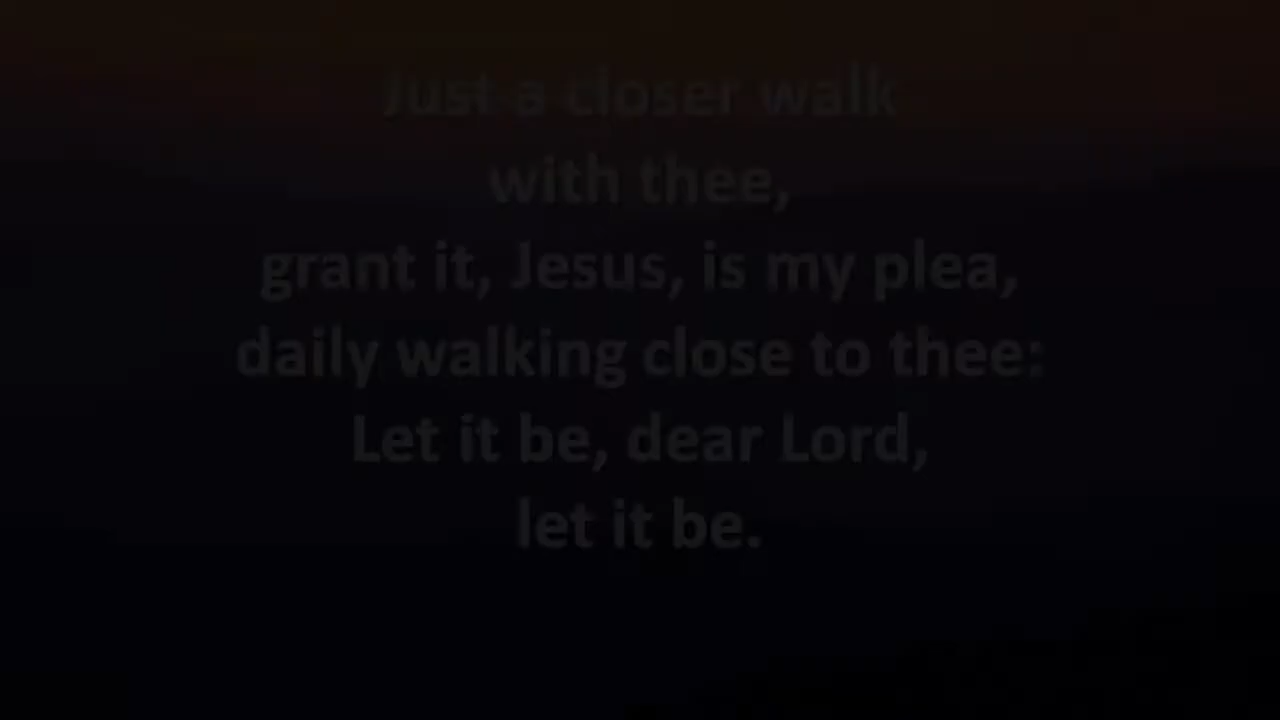 Just a closer walk
with thee,
grant it, Jesus, is my plea,
daily walking close to thee:
Let it be, dear Lord,
let it be.